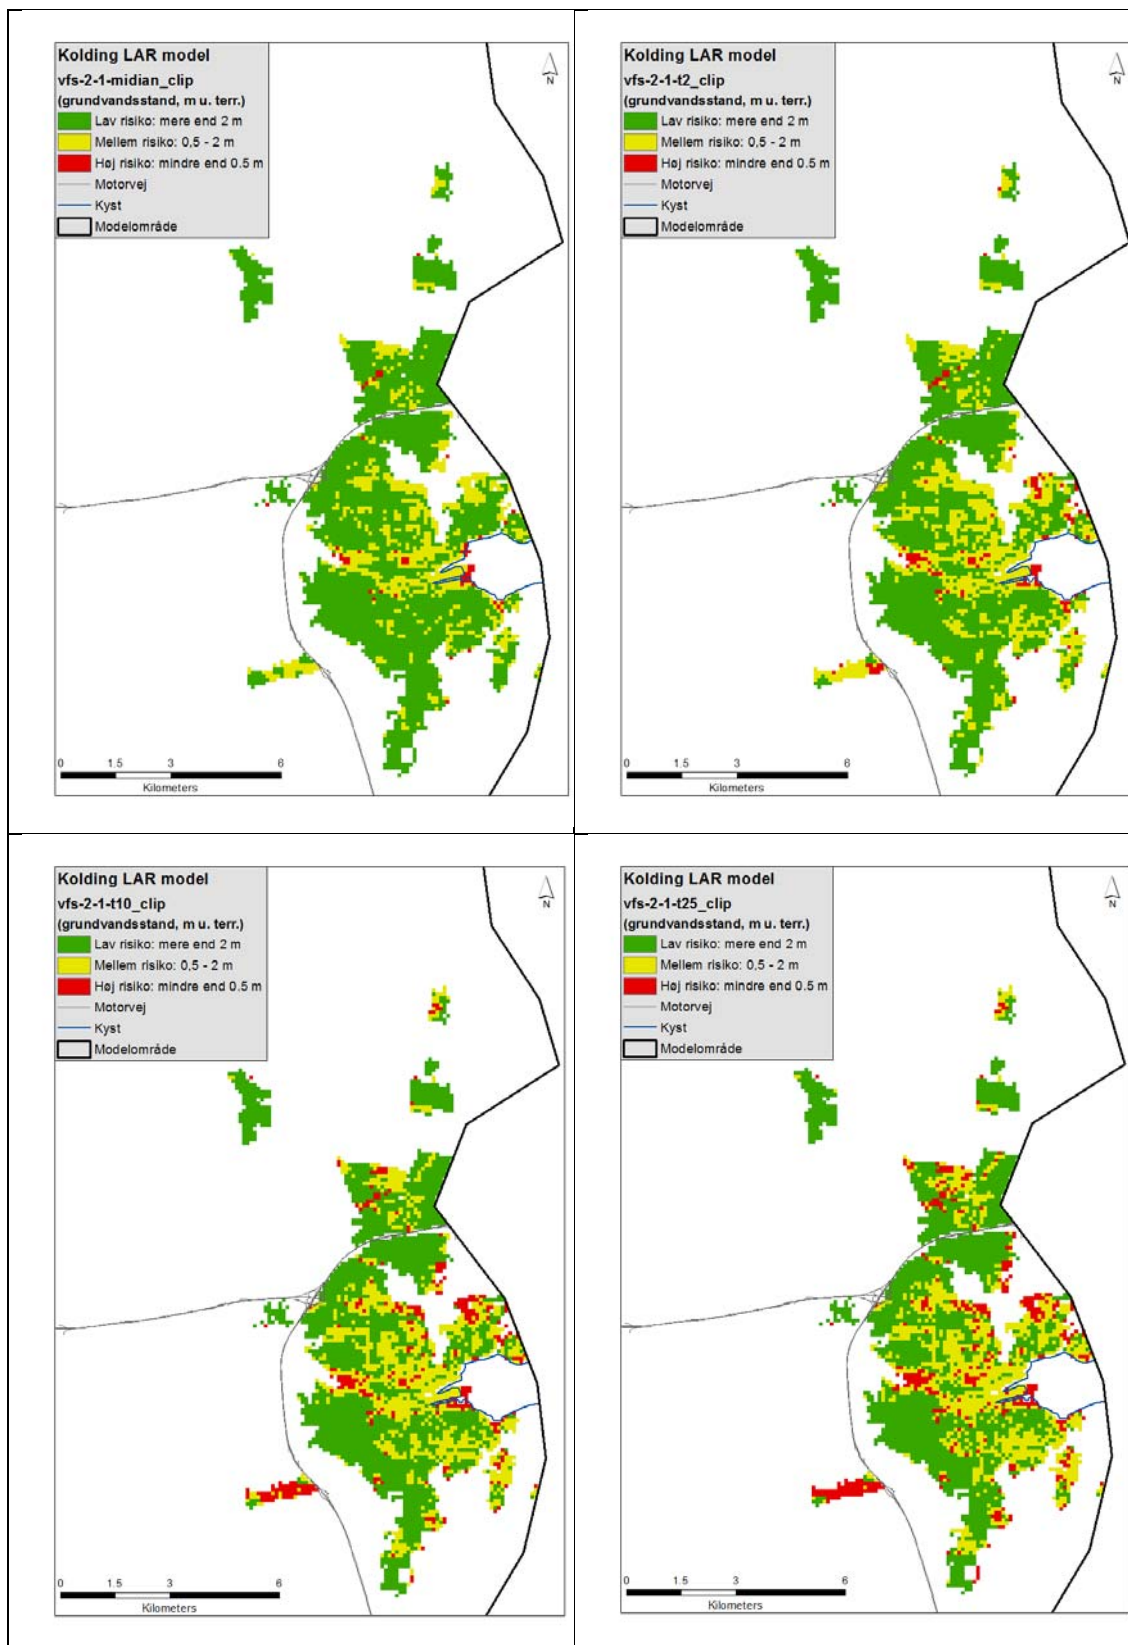 Kolding LAR model
vfs-2-1-midian_clip
(grundvandsstand, m u. terr.)
Lav risiko: mere end 2 m
Mellem risiko: 0,5 - 2 m
Høj risiko: mindre end 0.5 m
Motorvej
Kyst
Modelområde
N
0 1.5 3 6
Kilometers
Kolding LAR model
vfs-2-1-t2_clip
(grundvandsstand, m u. terr.)
Lav risiko: mere end 2 m
Mellem risiko: 0,5 - 2 m
Høj risiko: mindre end 0.5 m
Motorvej
Kyst
Modelområde
N
0 1.5 3 6
Kilometers
Kolding LAR model
vfs-2-1-t10_clip
(grundvandsstand, m u. terr.)
Lav risiko: mere end 2 m
Mellem risiko: 0,5 - 2 m
Høj risiko: mindre end 0.5 m
Motorvej
Kyst
Modelområde
N
0 1.5 3 6
Kilometers
Kolding LAR model
vfs-2-1-t25_clip
(grundvandsstand, m u. terr.)
Lav risiko: mere end 2 m
Mellem risiko: 0,5 - 2 m
Høj risiko: mindre end 0.5 m
Motorvej
Kyst
Modelområde
N
0 1.5 3 6
Kilometers